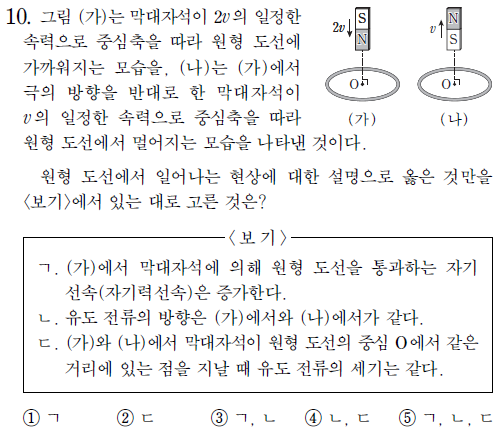 10. 그림 (가)는 막대자석이 2v의 일정한
속력으로 중심축을 따라 원형 도선에
가까워지는 모습을, (나)는 (가)에서
극의 방향을 반대로 한 막대자석이
v의 일정한 속력으로 중심축을 따라
원형 도선에서 멀어지는 모습을 나타낸 것이다.
2v S N O
(가)
v N S O
(나)
원형 도선에서 일어나는 현상에 대한 설명으로 옳은 것만을
<보기>에서 있는 대로 고른 것은?
<보 기>
ㄱ. (가)에서 막대자석에 의해 원형 도선을 통과하는 자기
선속(자기력선속)은 증가한다.
ㄴ. 유도 전류의 방향은 (가)에서와 (나)에서가 같다.
ㄷ. (가)와 (나)에서 막대자석이 원형 도선의 중심 O에서 같은
거리에 있는 점을 지날 때 유도 전류의 세기는 같다.
① ㄱ ② ㄷ ③ ㄱ, ㄴ ④ ㄴ, ㄷ ⑤ ㄱ, ㄴ, ㄷ